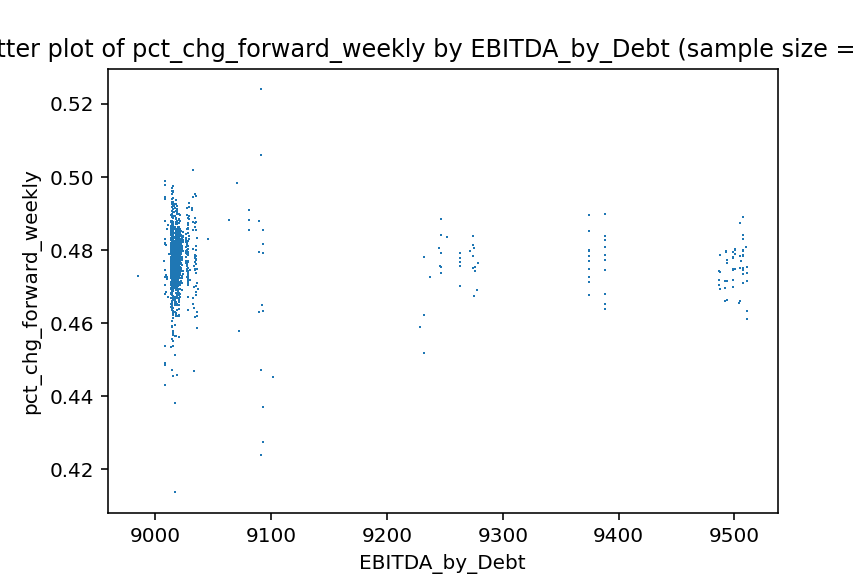 tter plot of pct_chg_forward_weekly by EBITDA_by_Debt (sample size =
0.52
0.50
0.48
0.46
0.44
0.42
pct_chg_forward_weekly
9000 9100 9200 9300 9400 9500
EBITDA_by_Debt